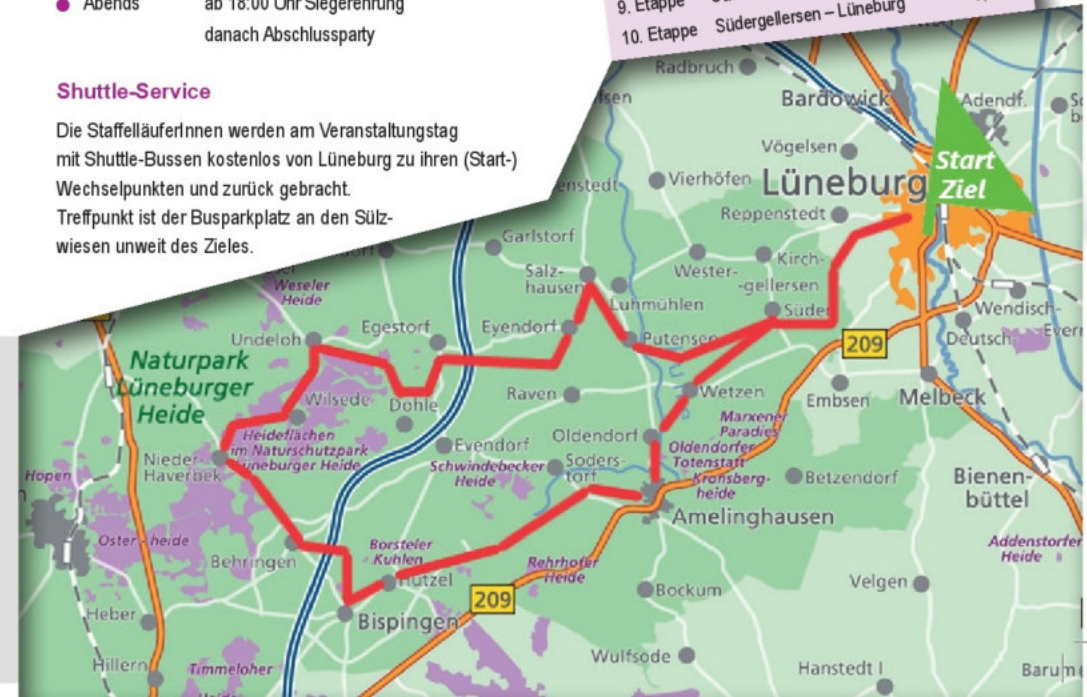 Abends ab 18:00 Uhr Siegerehrung
danach Abschlussparty
9. Etappe
10. Etappe Südergellersen – Lüneburg
Shuttle-Service
Die StaffelläuferInnen werden am Veranstaltungstag
mit Shuttle-Bussen kostenlos von Lüneburg zu ihren (Start-)
Wechselpunkten und zurück gebracht.
Treffpunkt ist der Busparkplatz an den Sülz-
wiesen unweit des Zieles.
Radbruch
Bardowick
Adendf.
Vögelsen
Start
Ziel
Vierhöfen
Lüneburg
Reppenstedt
Garlstorf
Salz-
hausen
Wester-
Kirch-
-gellersen
Luhmühlen
Süder
Weseler
Heide
Wendisch-
Deutsch-
Undeloh
Egestorf
Eyendorf
Putensen
209
Naturpark
Lüneburger
Heide
Wilsede
Döhle
Raven
Wetzen
Embsen
Melbeck
Marxener
Paradies
Heideflächen
im Naturschutzpark
Lüneburger Heide
Nieder-
Haverbek
Evendorf
Oldendorf
Oldendorfer
Totenstatt
Schwindebecker
Heide
Soders-
torf
Kronsberg-
heide
Betzendorf
Bienen-
büttel
Höpen
Amelinghausen
Oster-heide
Borsteler
Kuhlen
Behringen
Hützel
Rehrhofer
Heide
Addenstorfer
Heide
209
Bockum
Velgen
Heber
Bispingen
Hillern
Timmeloher
Wulfsode
Hanstedt I
Barum